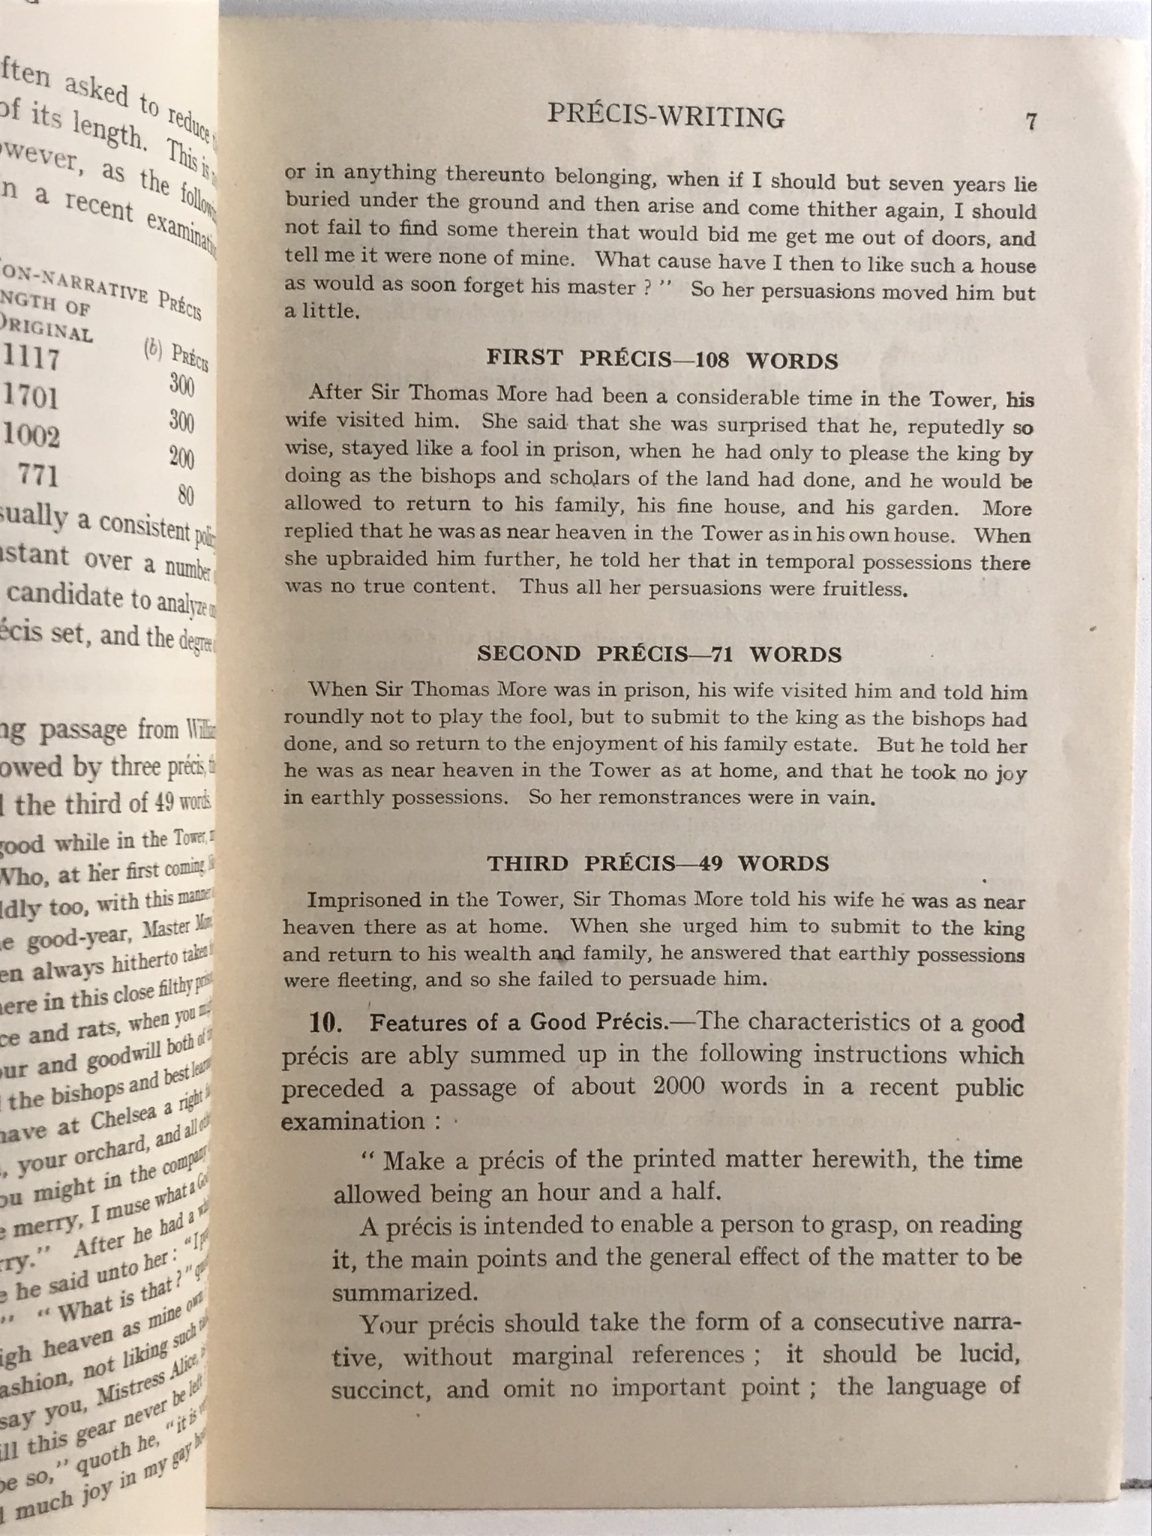 ften asked to reduce
of its length. This is
owever, as the
n a recent
ON-NARRATIVE PRÉCIS
NGTH OF
ORIGINAL
(b) PRÉCIS
1117 300
1701 300
1002 200
771 80
sually a consistent
nstant over a number
candidate to analyze
écis set, and the degree
ng passage from
owed by three précis,
the third of 49 words
good while in the Tower,
Who, at her first coming,
ldly too, with this
e good-year, Master
en always hitherto taken
here in this close filthy
ce and rats, when you
our and goodwill both of
the bishops and best
have at Chelsea a right
, your orchard, and all
ou might in the company
e merry, I muse what a
rry.” After he had a
e he said unto her: “I
” “What is that?”
igh heaven as mine own
ashion, not liking such
say you, Mistress Alice,
ill this gear never be left
be so,” quoth he, “it is
much joy in my gay
PRÉCIS-WRITING 7
or in anything thereunto belonging, when if I should but seven years lie
buried under the ground and then arise and come thither again, I should
not fail to find some therein that would bid me get me out of doors, and
tell me it were none of mine. What cause have I then to like such a house
as would as soon forget his master ? ” So her persuasions moved him but
a little.
FIRST PRÉCIS—108 WORDS
After Sir Thomas More had been a considerable time in the Tower, his
wife visited him. She said that she was surprised that he, reputedly so
wise, stayed like a fool in prison, when he had only to please the king by
doing as the bishops and scholars of the land had done, and he would be
allowed to return to his family, his fine house, and his garden. More
replied that he was as near heaven in the Tower as in his own house. When
she upbraided him further, he told her that in temporal possessions there
was no true content. Thus all her persuasions were fruitless.
SECOND PRÉCIS—71 WORDS
When Sir Thomas More was in prison, his wife visited him and told him
roundly not to play the fool, but to submit to the king as the bishops had
done, and so return to the enjoyment of his family estate. But he told her
he was as near heaven in the Tower as at home, and that he took no joy
in earthly possessions. So her remonstrances were in vain.
THIRD PRÉCIS—49 WORDS
Imprisoned in the Tower, Sir Thomas More told his wife he was as near
heaven there as at home. When she urged him to submit to the king
and return to his wealth and family, he answered that earthly possessions
were fleeting, and so she failed to persuade him.
10. Features of a Good Précis.—The characteristics of a good
précis are ably summed up in the following instructions which
preceded a passage of about 2000 words in a recent public
examination :
“ Make a précis of the printed matter herewith, the time
allowed being an hour and a half.
A précis is intended to enable a person to grasp, on reading
it, the main points and the general effect of the matter to be
summarized.
Your précis should take the form of a consecutive narra-
tive, without marginal references ; it should be lucid,
succinct, and omit no important point ; the language of